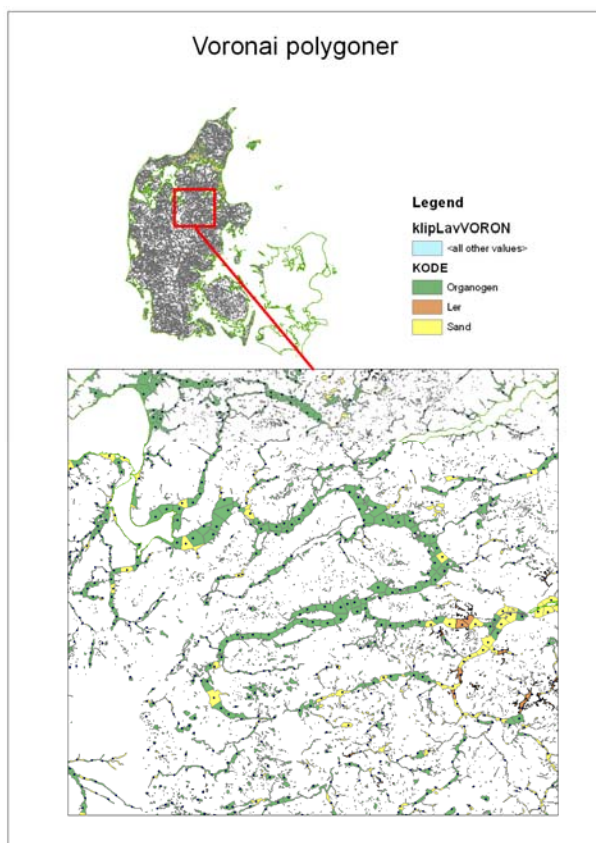 Voronai polygoner
Legend
klipLavVORON
<all other values>
KODE
Organogen
Ler
Sand